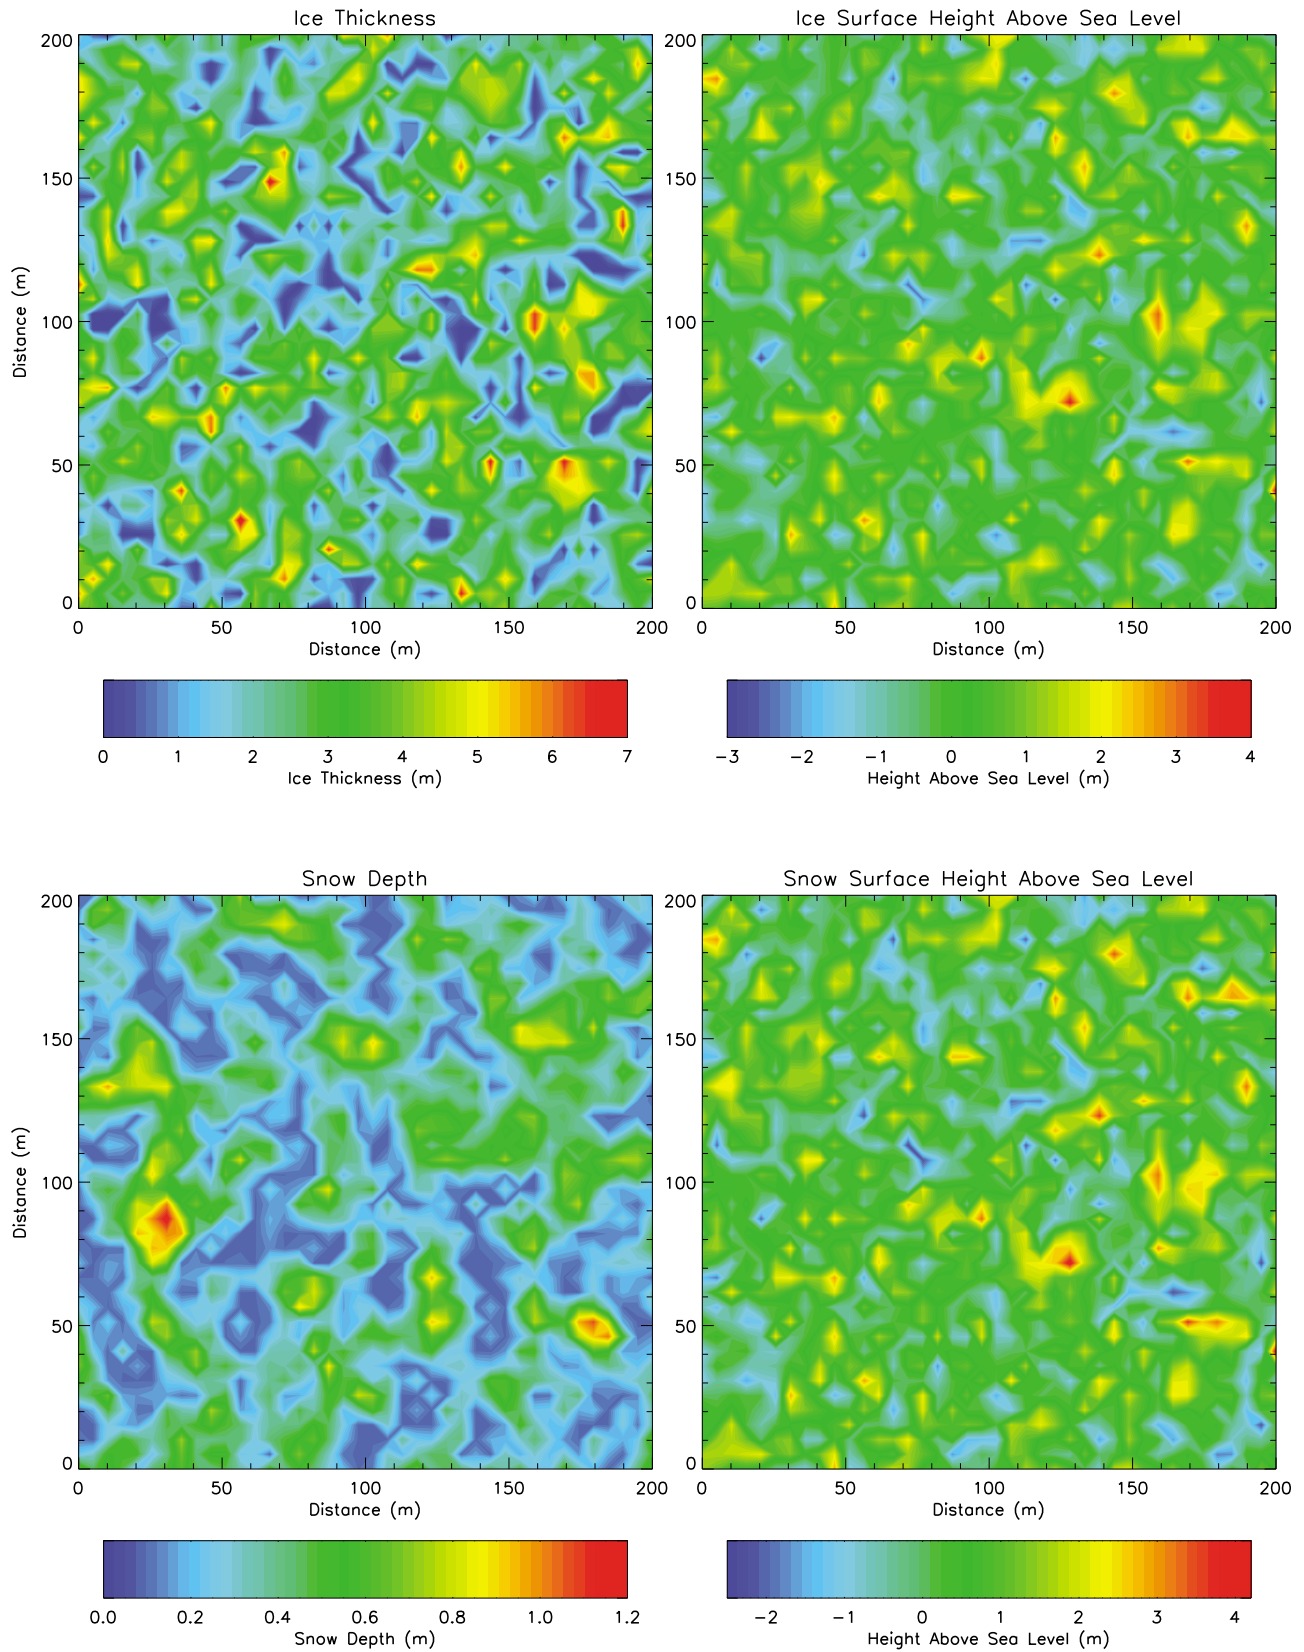 Ice Thickness
Ice Surface Height Above Sea Level
200
150
100
50
0
Distance (m)
0 50 100 150 200
Distance (m)
200
150
100
50
0
0 50 100 150 200
Distance (m)
0 1 2 3 4 5 6 7
Ice Thickness (m)
−3 −2 −1 0 1 2 3 4
Height Above Sea Level (m)
Snow Depth
Snow Surface Height Above Sea Level
200
150
100
50
0
Distance (m)
0 50 100 150 200
Distance (m)
200
150
100
50
0
0 50 100 150 200
Distance (m)
0.0 0.2 0.4 0.6 0.8 1.0 1.2
Snow Depth (m)
−2 −1 0 1 2 3 4
Height Above Sea Level (m)